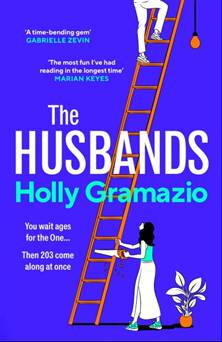 'A time-bending gem'
GABRIELLE ZEVIN
'The most fun I've had
reading in the longest time'
MARIAN KEYES
The
HUSBANDS
Holly Gramazio
You wait ages
for the One...
Then 203 come
along at once